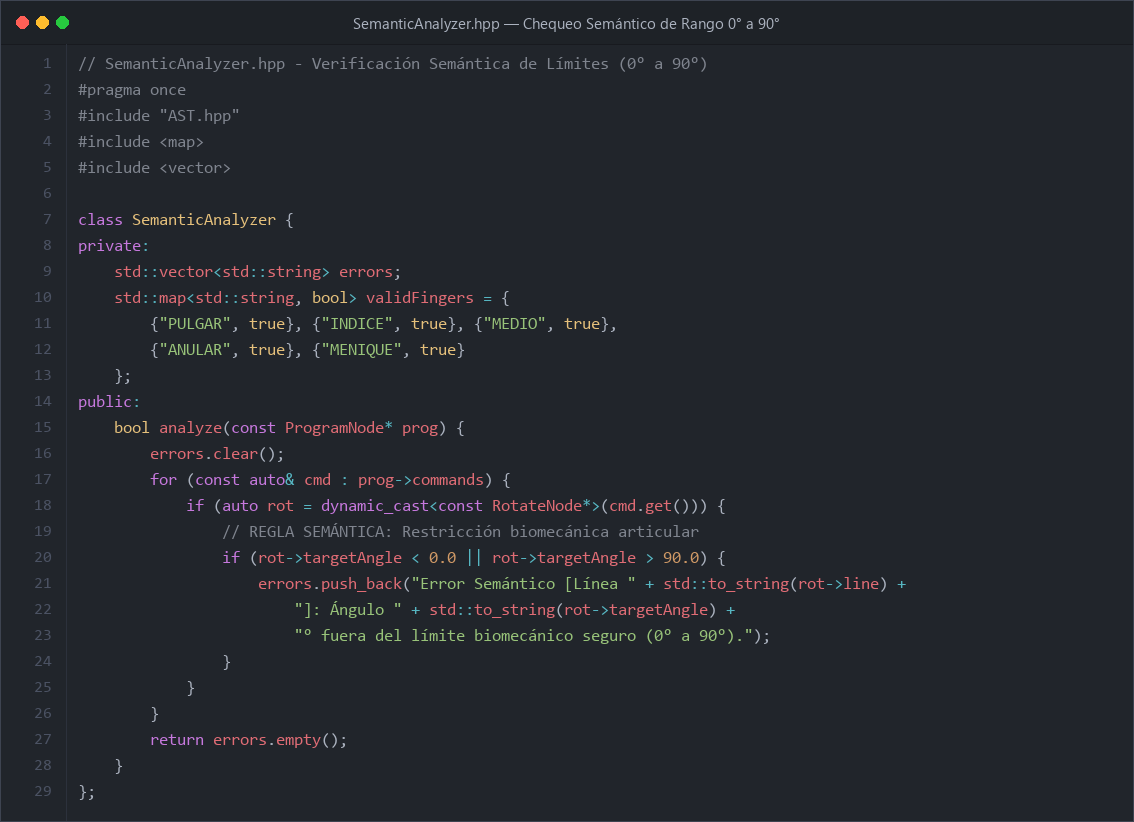 SemanticAnalyzer.hpp — Chequeo Semántico de Rango 0° a 90°
1 // SemanticAnalyzer.hpp - Verificación Semántica de Límites (0º a 90º)
2 #pragma once
3 #include "AST.hpp"
4 #include <map>
5 #include <vector>
6
7 class SemanticAnalyzer {
8 private:
9     std::vector<std::string> errors;
10     std::map<std::string, bool> validFingers = {
11         {"PULGAR", true}, {"INDICE", true}, {"MEDIO", true},
12         {"ANULAR", true}, {"MENIQUE", true}
13     };
14 public:
15     bool analyze(const ProgramNode* prog) {
16         errors.clear();
17         for (const auto& cmd : prog->commands) {
18             if (auto rot = dynamic_cast<const RotateNode*>(cmd.get())) {
19                 // REGLA SEMÁNTICA: Restricción biomecánica articular
20                 if (rot->targetAngle < 0.0 || rot->targetAngle > 90.0) {
21                     errors.push_back("Error Semántico [Línea " + std::to_string(rot->line) +
22                         "]: Ángulo " + std::to_string(rot->targetAngle) +
23                         "º fuera del límite biomecánico seguro (0º a 90º).");
24                 }
25             }
26         }
27         return errors.empty();
28     }
29 };